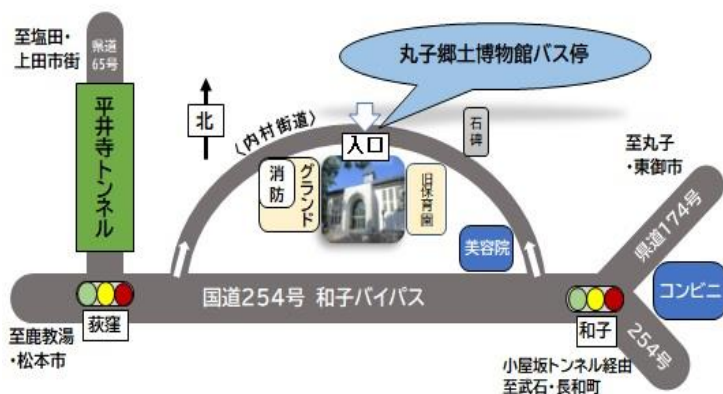 至塩田・
上田市街
県道
65号
平井寺トンネル
北
〈内村街道〉
丸子郷土博物館バス停
入口
石碑
消防
グランド
旧保育園
美容院
至丸子
・東御市
県道174号
コンビニ
国道254号 和子バイパス
荻窪
和子
254号
至鹿教湯
・松本市
小屋坂トンネル経由
至武石・長和町